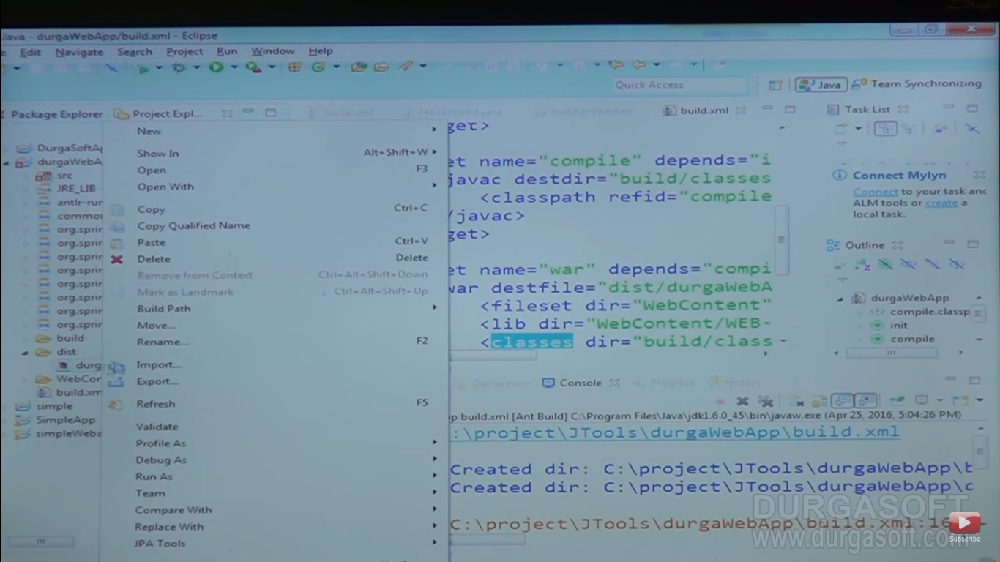 Java - durgaWebApp/build.xml - Eclipse
Edit Navigate Search Project Run Window Help
Quick Access
Java
Team Synchronizing
Package Explorer
Project Expl...
build.xml
HelloWorld.java
build.properties
build.xml
Task List
DurgaSoftAp
durgaWebA
src
JRE_LIB
antlr-run
common
org.sprin
org.sprin
org.sprin
org.sprin
org.sprin
org.sprin
org.sprin
org.sprin
build
dist
durg
WebCon
build.xm
simple
SimpleApp
simpleWeba
New
Show In Alt+Shift+W
Open F3
Open With
Copy Ctrl+C
Copy Qualified Name
Paste Ctrl+V
Delete Delete
Remove from Context Ctrl+Alt+Shift+Down
Mark as Landmark Ctrl+Alt+Shift+Up
Build Path
Move...
Rename... F2
Import...
Export...
Refresh F5
Validate
Profile As
Debug As
Run As
Team
Compare With
Replace With
JPA Tools
get>
et name="compile" depends="i
javac destdir="build/classes
<classpath refid="compile
/javac>
get>
et name="war" depends="compi
war destfile="dist/durgaWebA
<fileset dir="WebContent"
<lib dir="WebContent/WEB-
<classes dir="build/class
Connect Mylyn
Connect to your task and
ALM tools or create a
local task.
Outline
durgaWebApp
compile.classp
init
compile
Declaration
Console
Progress
History
p build.xml [Ant Build] C:\Program Files\Java\jdk1.6.0_45\bin\javaw.exe (Apr 25, 2016, 5:04:26 PM)
:\project\JTools\durgaWebApp\build.xml
Created dir: C:\project\JTools\durgaWebApp\b
Created dir: C:\project\JTools\durgaWebApp\c
C:\project\JTools\durgaWebApp\build.xml:16
DURGASOFT
www.durgasoft.com
Subscribe